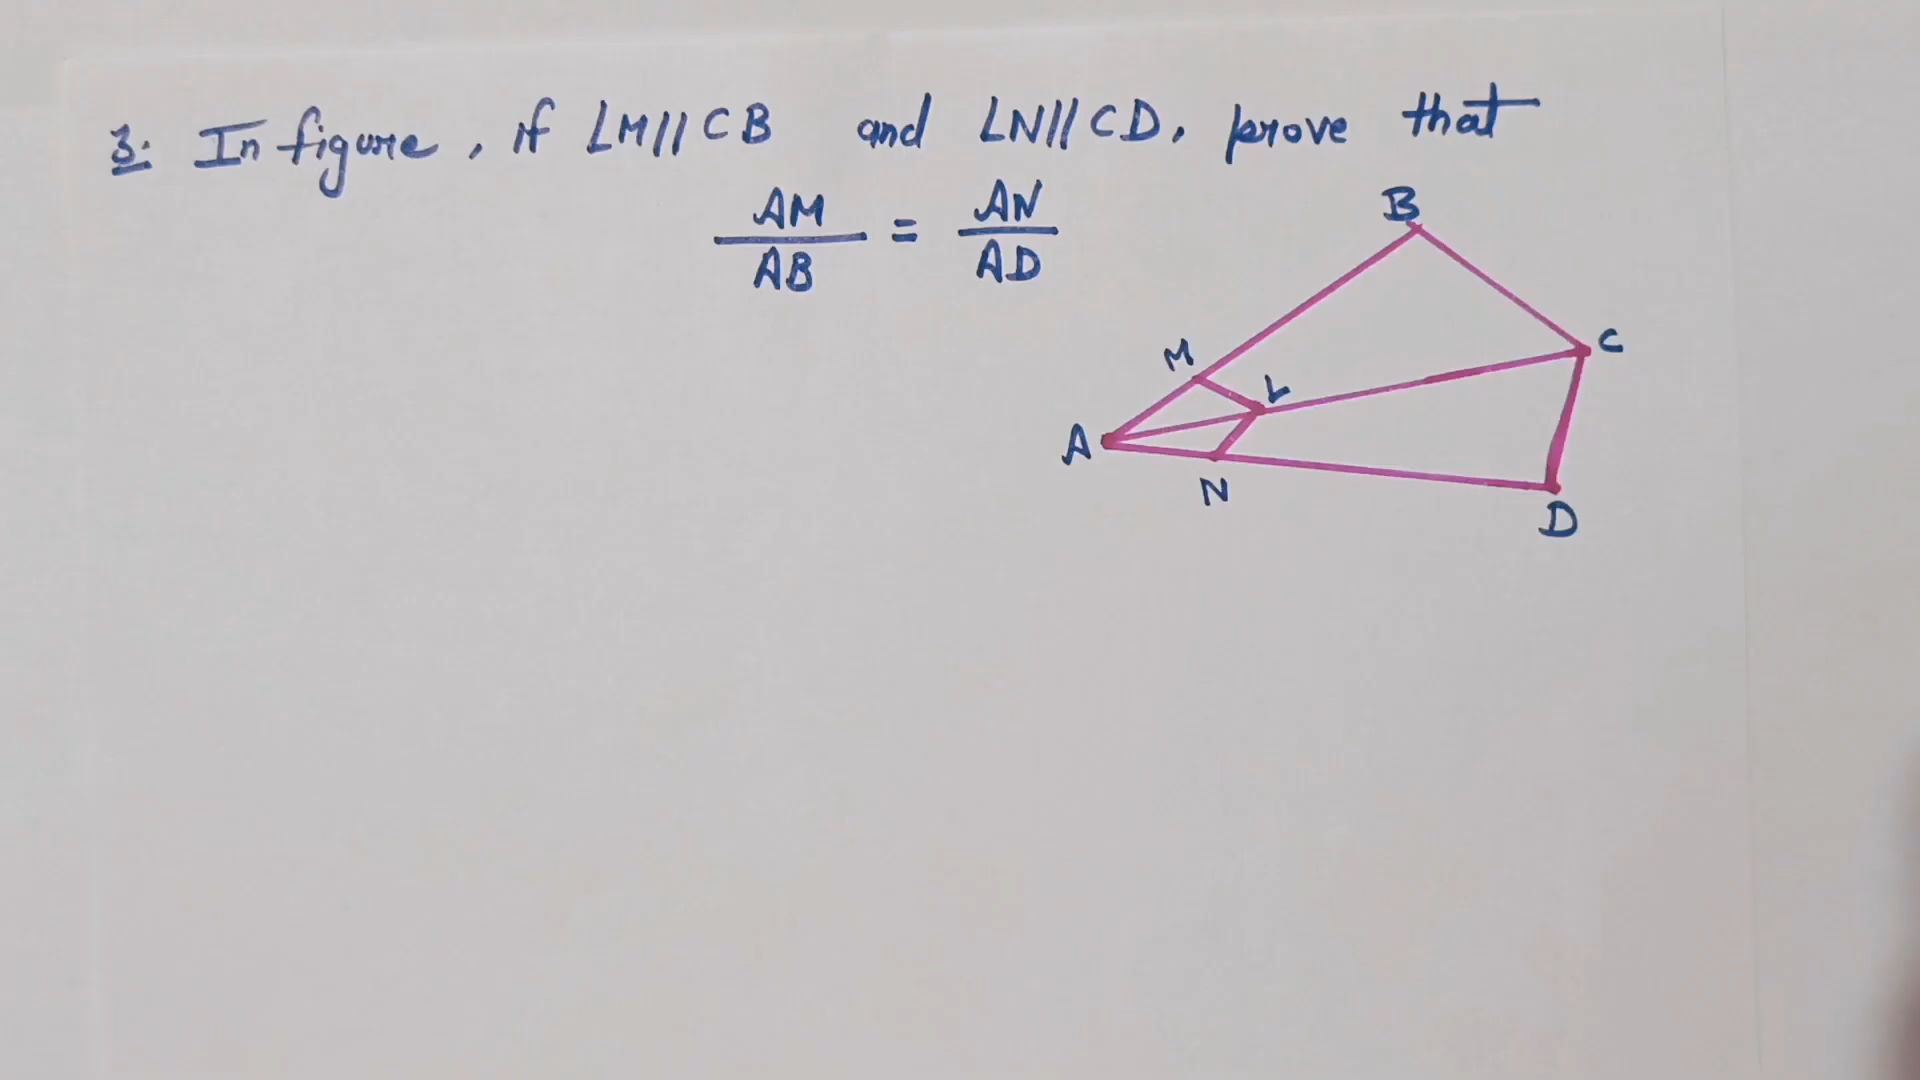 3. In figure, if LM//CB and LN//CD, prove that
AM/AB = AN/AD
B
C
M
L
A
N
D